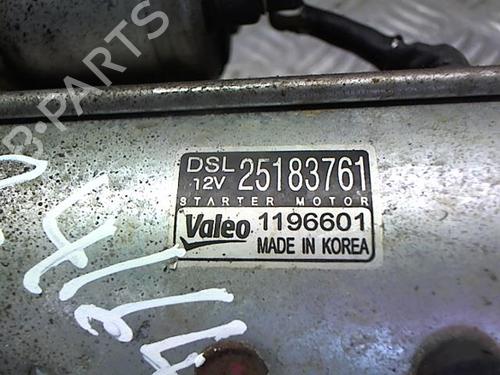 B-PARTS
DSL 12V 25183761
STARTER MOTOR
Valeo 1196601
MADE IN KOREA